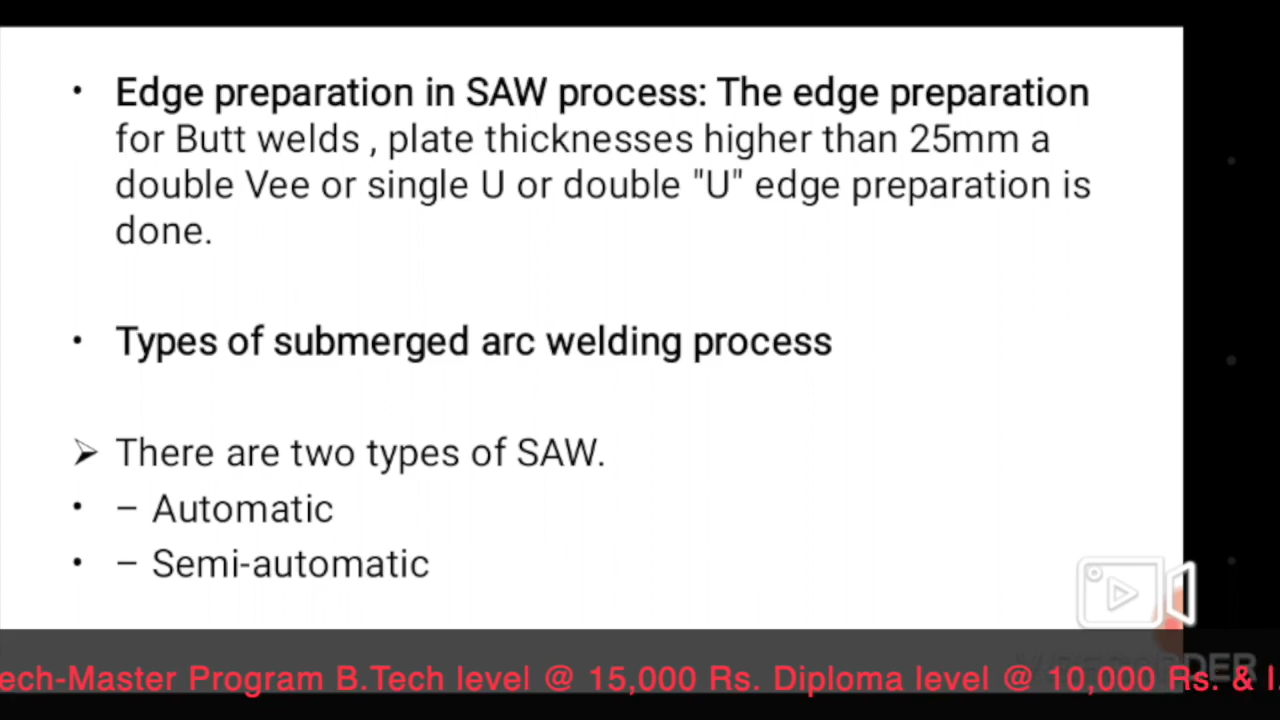 • Edge preparation in SAW process: The edge preparation
for Butt welds , plate thicknesses higher than 25mm a
double Vee or single U or double "U" edge preparation is
done.
• Types of submerged arc welding process
➢ There are two types of SAW.
• – Automatic
• – Semi-automatic
ech-Master Program B.Tech level @ 15,000 Rs. Diploma level @ 10,000 Rs. & I